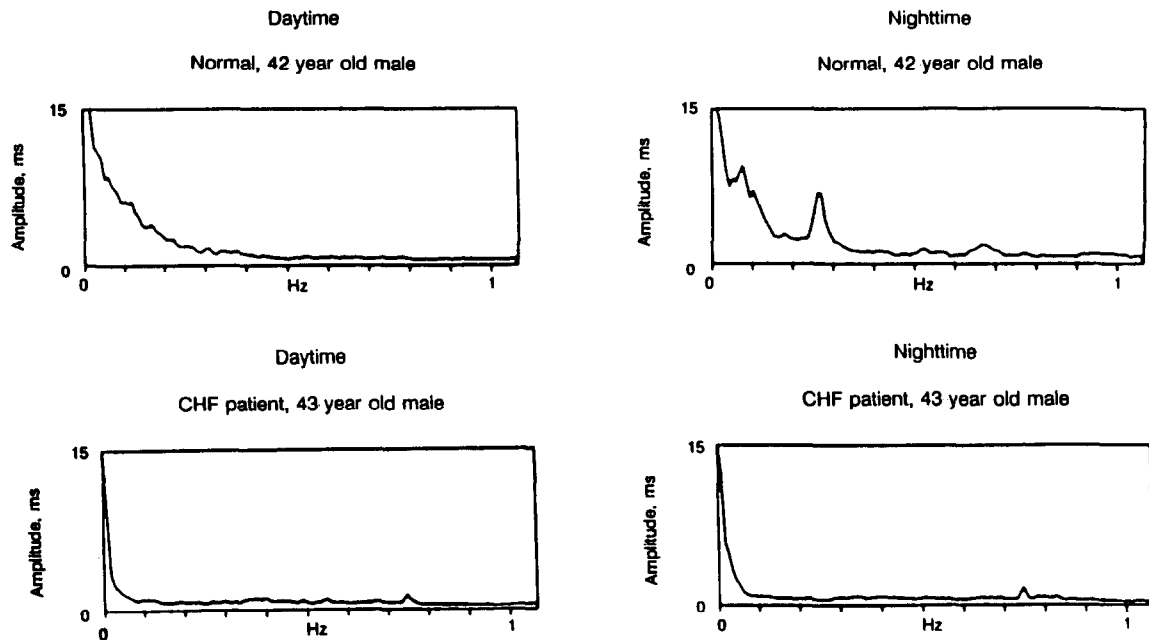 Daytime
Normal, 42 year old male
15
Amplitude, ms
0
0
Hz
1
Nighttime
Normal, 42 year old male
15
Amplitude, ms
0
0
Hz
1
Daytime
CHF patient, 43 year old male
15
Amplitude, ms
0
0
Hz
1
Nighttime
CHF patient, 43 year old male
15
Amplitude, ms
0
0
Hz
1